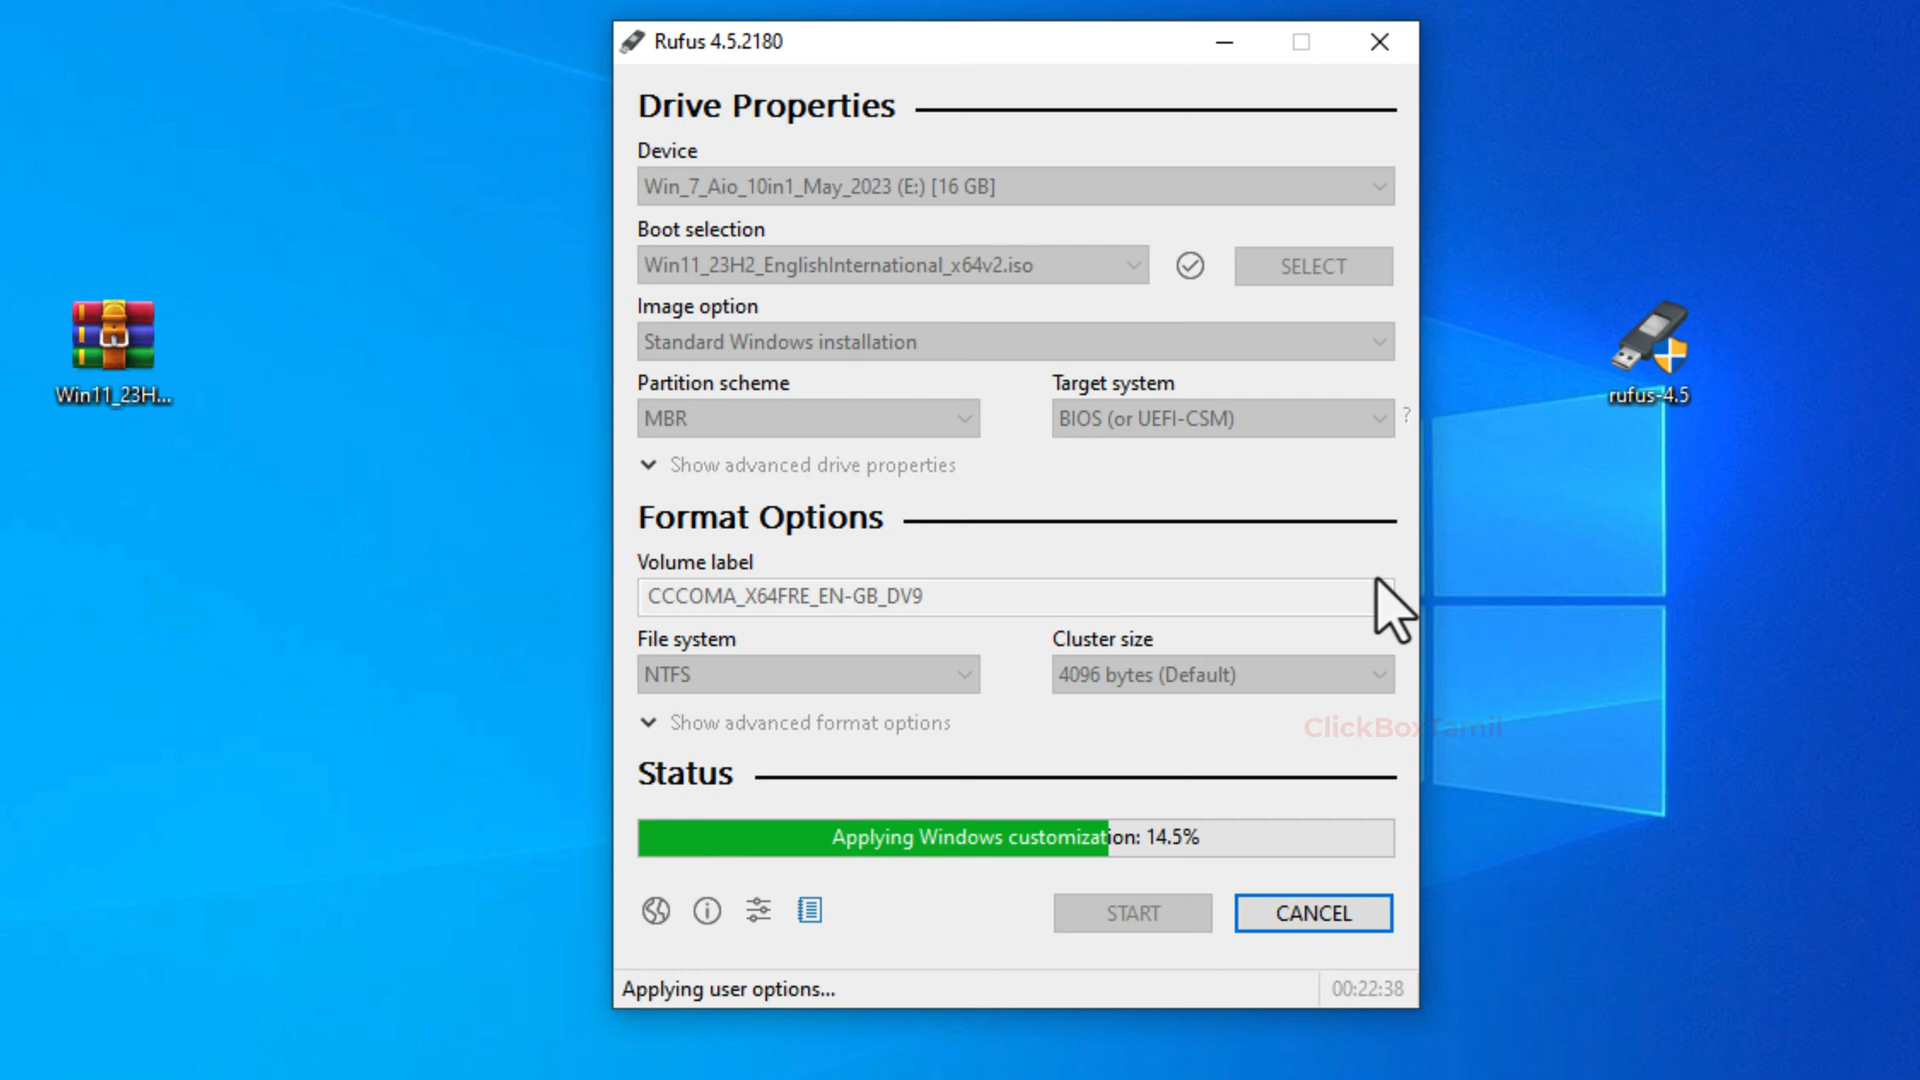 Rufus 4.5.2180
Drive Properties
Device
Win_7_Aio_10in1_May_2023 (E:) [16 GB]
Boot selection
Win11_23H2_EnglishInternational_x64v2.iso
SELECT
Image option
Standard Windows installation
Partition scheme
Target system
MBR
BIOS (or UEFI-CSM)
?
Show advanced drive properties
Format Options
Volume label
CCCOMA_X64FRE_EN-GB_DV9
File system
Cluster size
NTFS
4096 bytes (Default)
Show advanced format options
ClickBoxTamil
Status
Applying Windows customization: 14.5%
START
CANCEL
Applying user options...
00:22:38
Win11_23H...
rufus-4.5